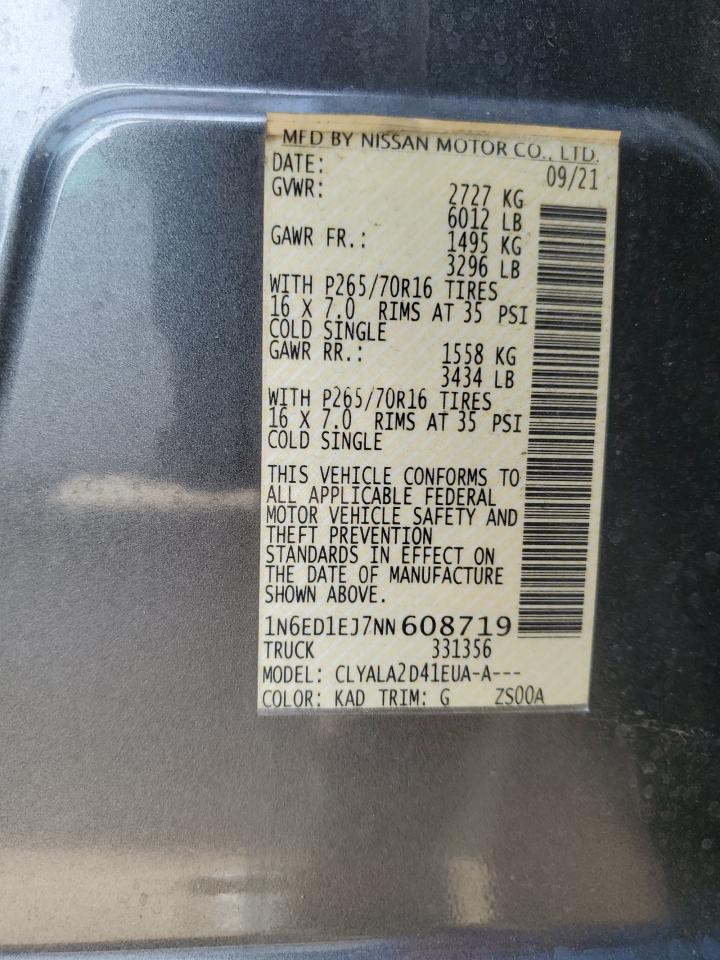 MFD BY NISSAN MOTOR CO., LTD.
DATE: 09/21
GVWR: 2727 KG
6012 LB
GAWR FR.: 1495 KG
3296 LB
WITH P265/70R16 TIRES
16 X 7.0 RIMS AT 35 PSI
COLD SINGLE
GAWR RR.: 1558 KG
3434 LB
WITH P265/70R16 TIRES
16 X 7.0 RIMS AT 35 PSI
COLD SINGLE
THIS VEHICLE CONFORMS TO
ALL APPLICABLE FEDERAL
MOTOR VEHICLE SAFETY AND
THEFT PREVENTION
STANDARDS IN EFFECT ON
THE DATE OF MANUFACTURE
SHOWN ABOVE.
1N6ED1EJ7NN608719
TRUCK 331356
MODEL: CLYALA2D41EUA-A---
COLOR: KAD TRIM: G ZS00A